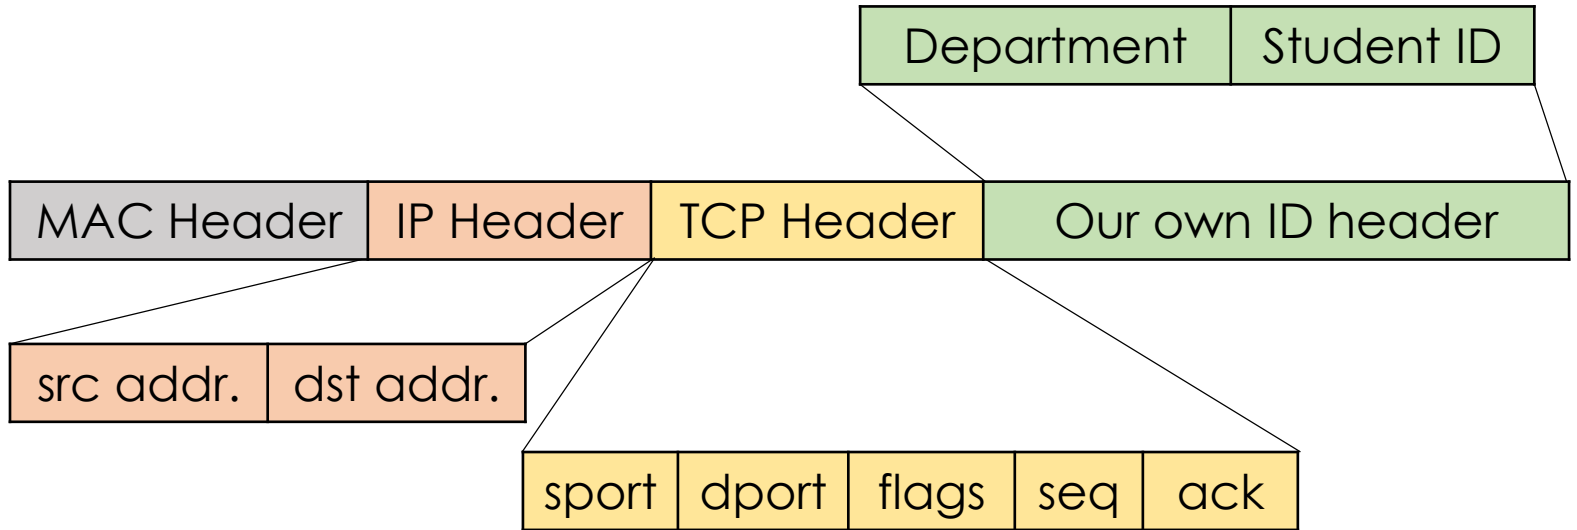 Department Student ID
MAC Header IP Header TCP Header Our own ID header
src addr. dst addr.
sport dport flags seq ack